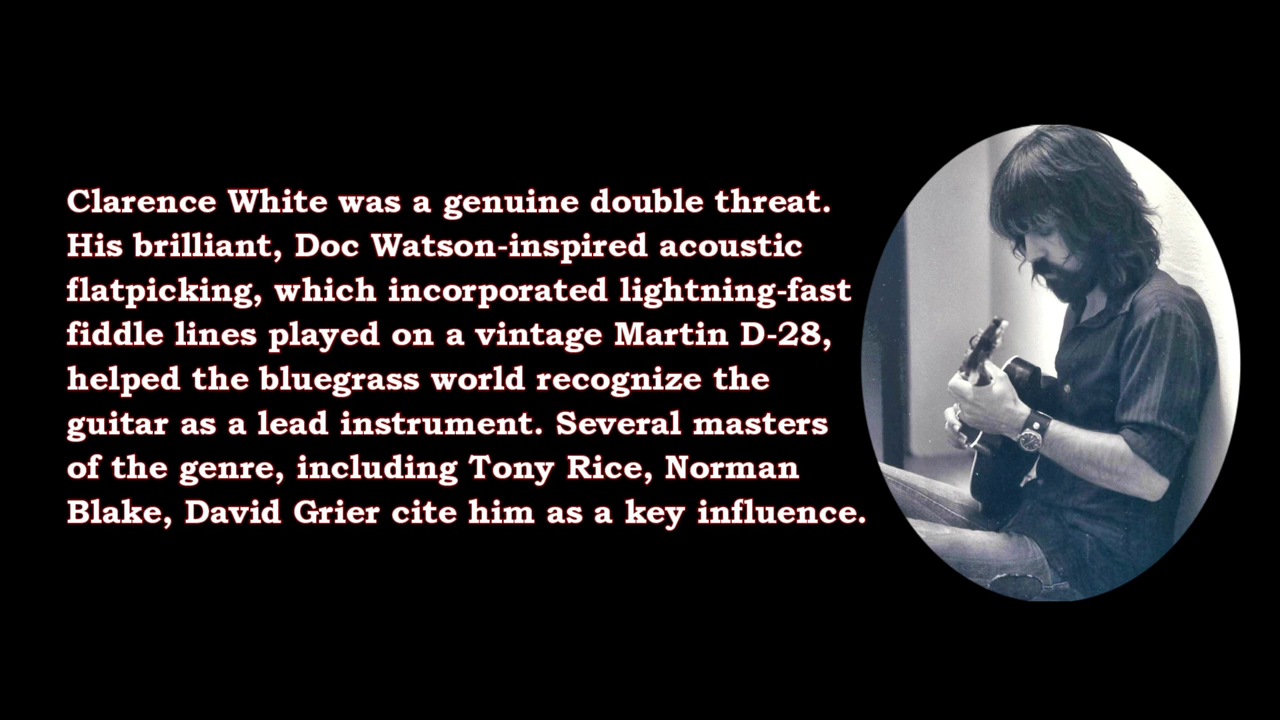 Clarence White was a genuine double threat.
His brilliant, Doc Watson-inspired acoustic
flatpicking, which incorporated lightning-fast
fiddle lines played on a vintage Martin D-28,
helped the bluegrass world recognize the
guitar as a lead instrument. Several masters
of the genre, including Tony Rice, Norman
Blake, David Grier cite him as a key influence.